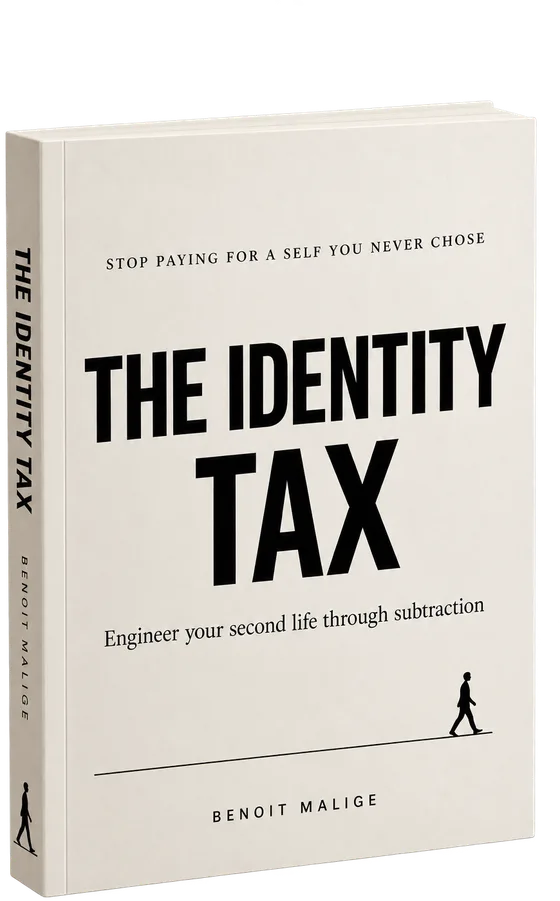 STOP PAYING FOR A SELF YOU NEVER CHOSE
THE IDENTITY
TAX
Engineer your second life through subtraction
BENOIT MALIGE
THE IDENTITY TAX
BENOIT MALIGE